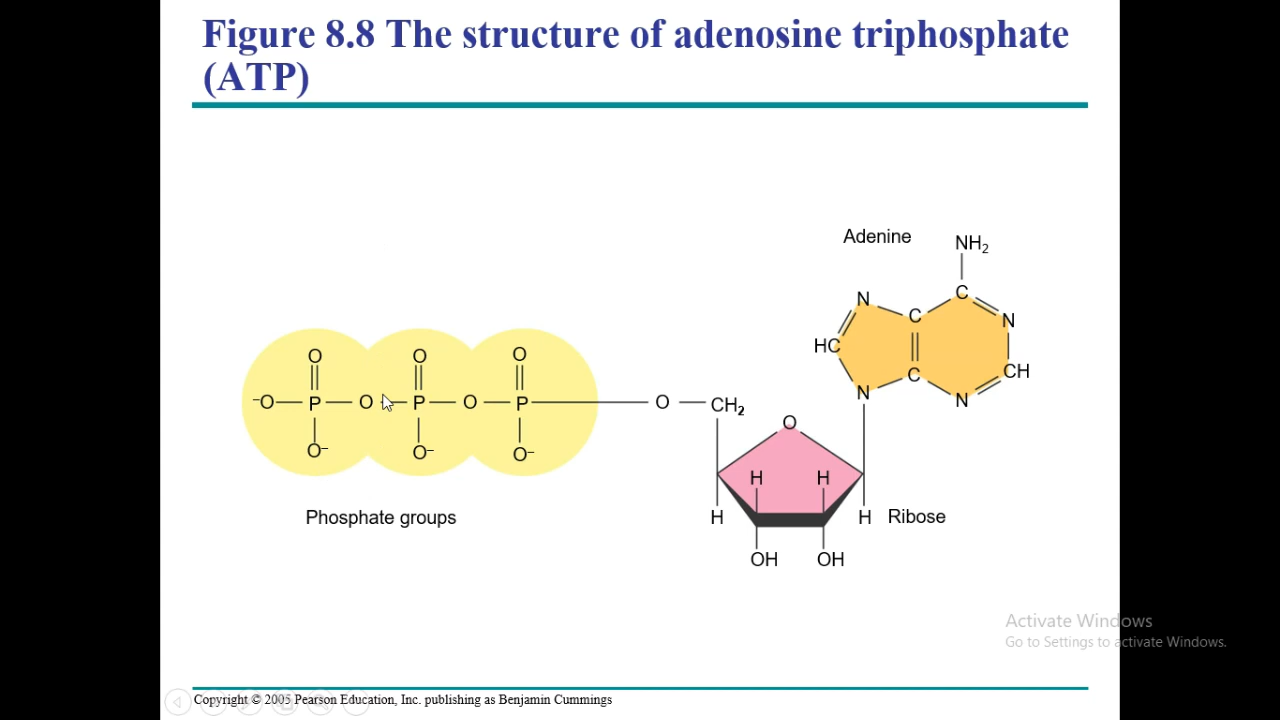 Figure 8.8 The structure of adenosine triphosphate
(ATP)
Adenine
NH₂
N
C
C
N
HC
C
CH
N
N
O
O
O
⁻O
P
O
P
O
P
O
CH₂
O⁻
O⁻
O⁻
O
H
H
H
H
Ribose
Phosphate groups
OH
OH
Activate Windows
Go to Settings to activate Windows.
Copyright © 2005 Pearson Education, Inc. publishing as Benjamin Cummings